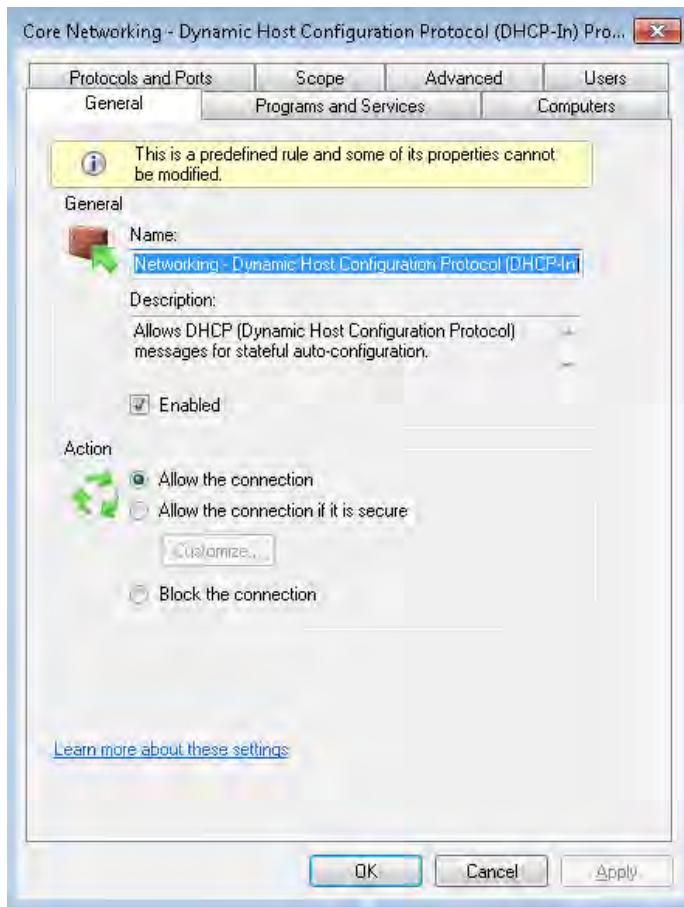 Core Networking - Dynamic Host Configuration Protocol (DHCP-In) Pro...
Protocols and Ports Scope Advanced Users
General Programs and Services Computers
This is a predefined rule and some of its properties cannot
be modified.
General
Name:
Networking - Dynamic Host Configuration Protocol (DHCP-In
Description:
Allows DHCP (Dynamic Host Configuration Protocol)
messages for stateful auto-configuration.
Enabled
Action
Allow the connection
Allow the connection if it is secure
Customize...
Block the connection
Learn more about these settings
OK Cancel Apply